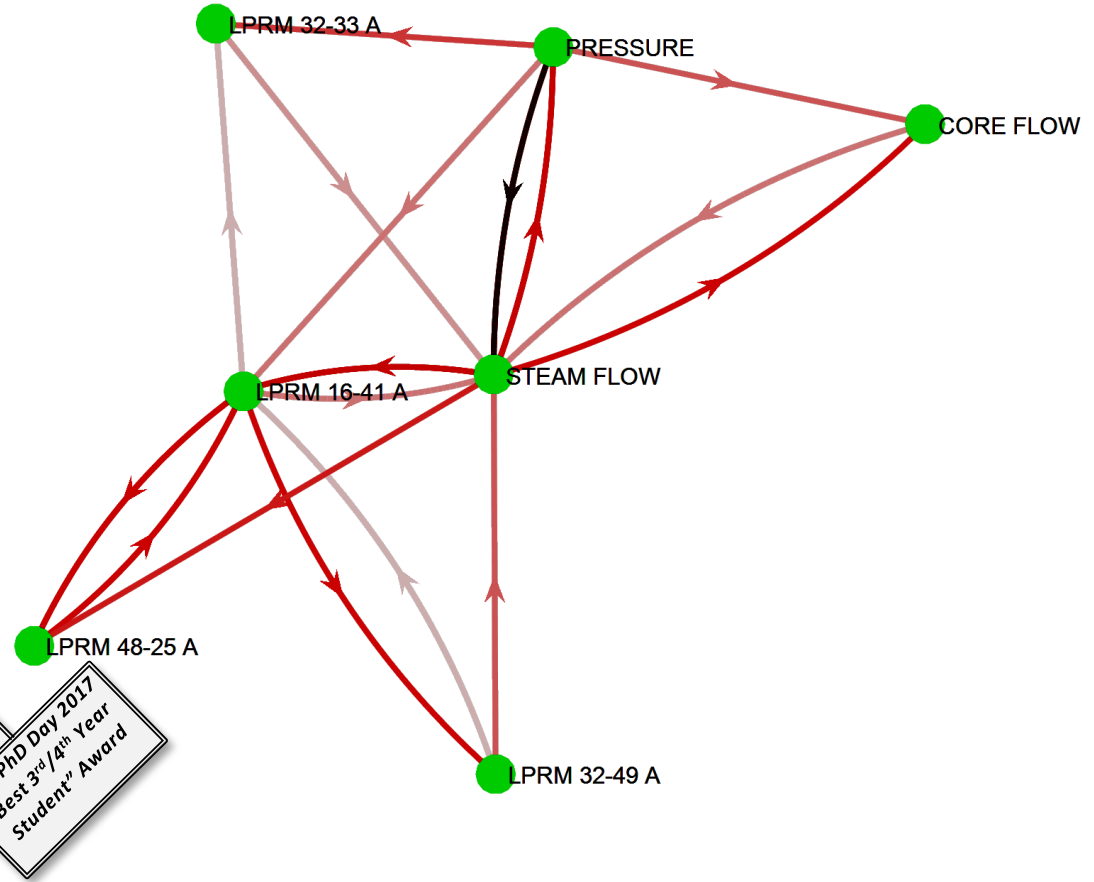 LPRM 32-33 A
PRESSURE
CORE FLOW
STEAM FLOW
LPRM 16-41 A
LPRM 48-25 A
LPRM 32-49 A
PhD Day 2017
Best 3rd/4th Year
Student” Award